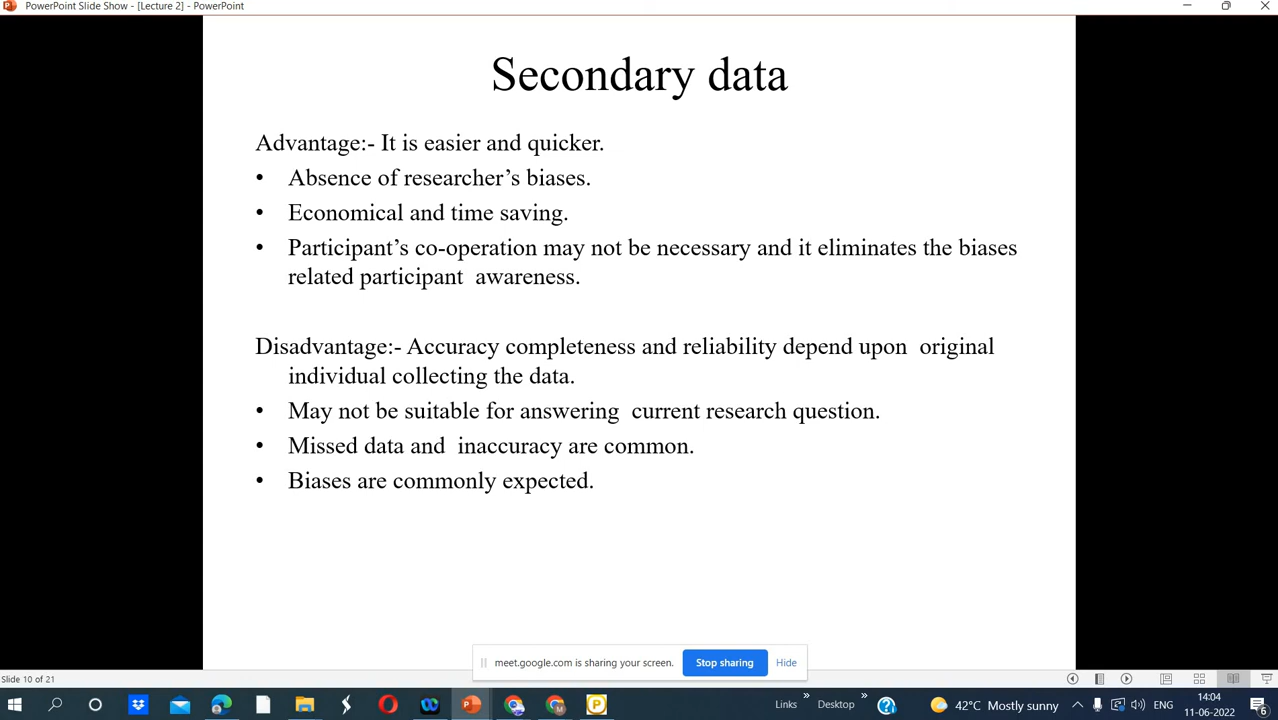 PowerPoint Slide Show - [Lecture 2] - PowerPoint
Secondary data
Advantage:- It is easier and quicker.
• Absence of researcher’s biases.
• Economical and time saving.
• Participant’s co-operation may not be necessary and it eliminates the biases
related participant  awareness.
Disadvantage:- Accuracy completeness and reliability depend upon  original
individual collecting the data.
• May not be suitable for answering  current research question.
• Missed data and  inaccuracy are common.
• Biases are commonly expected.
meet.google.com is sharing your screen. Stop sharing Hide
Slide 10 of 21
Links » Desktop » 42°C Mostly sunny ENG 14:04
11-06-2022 6